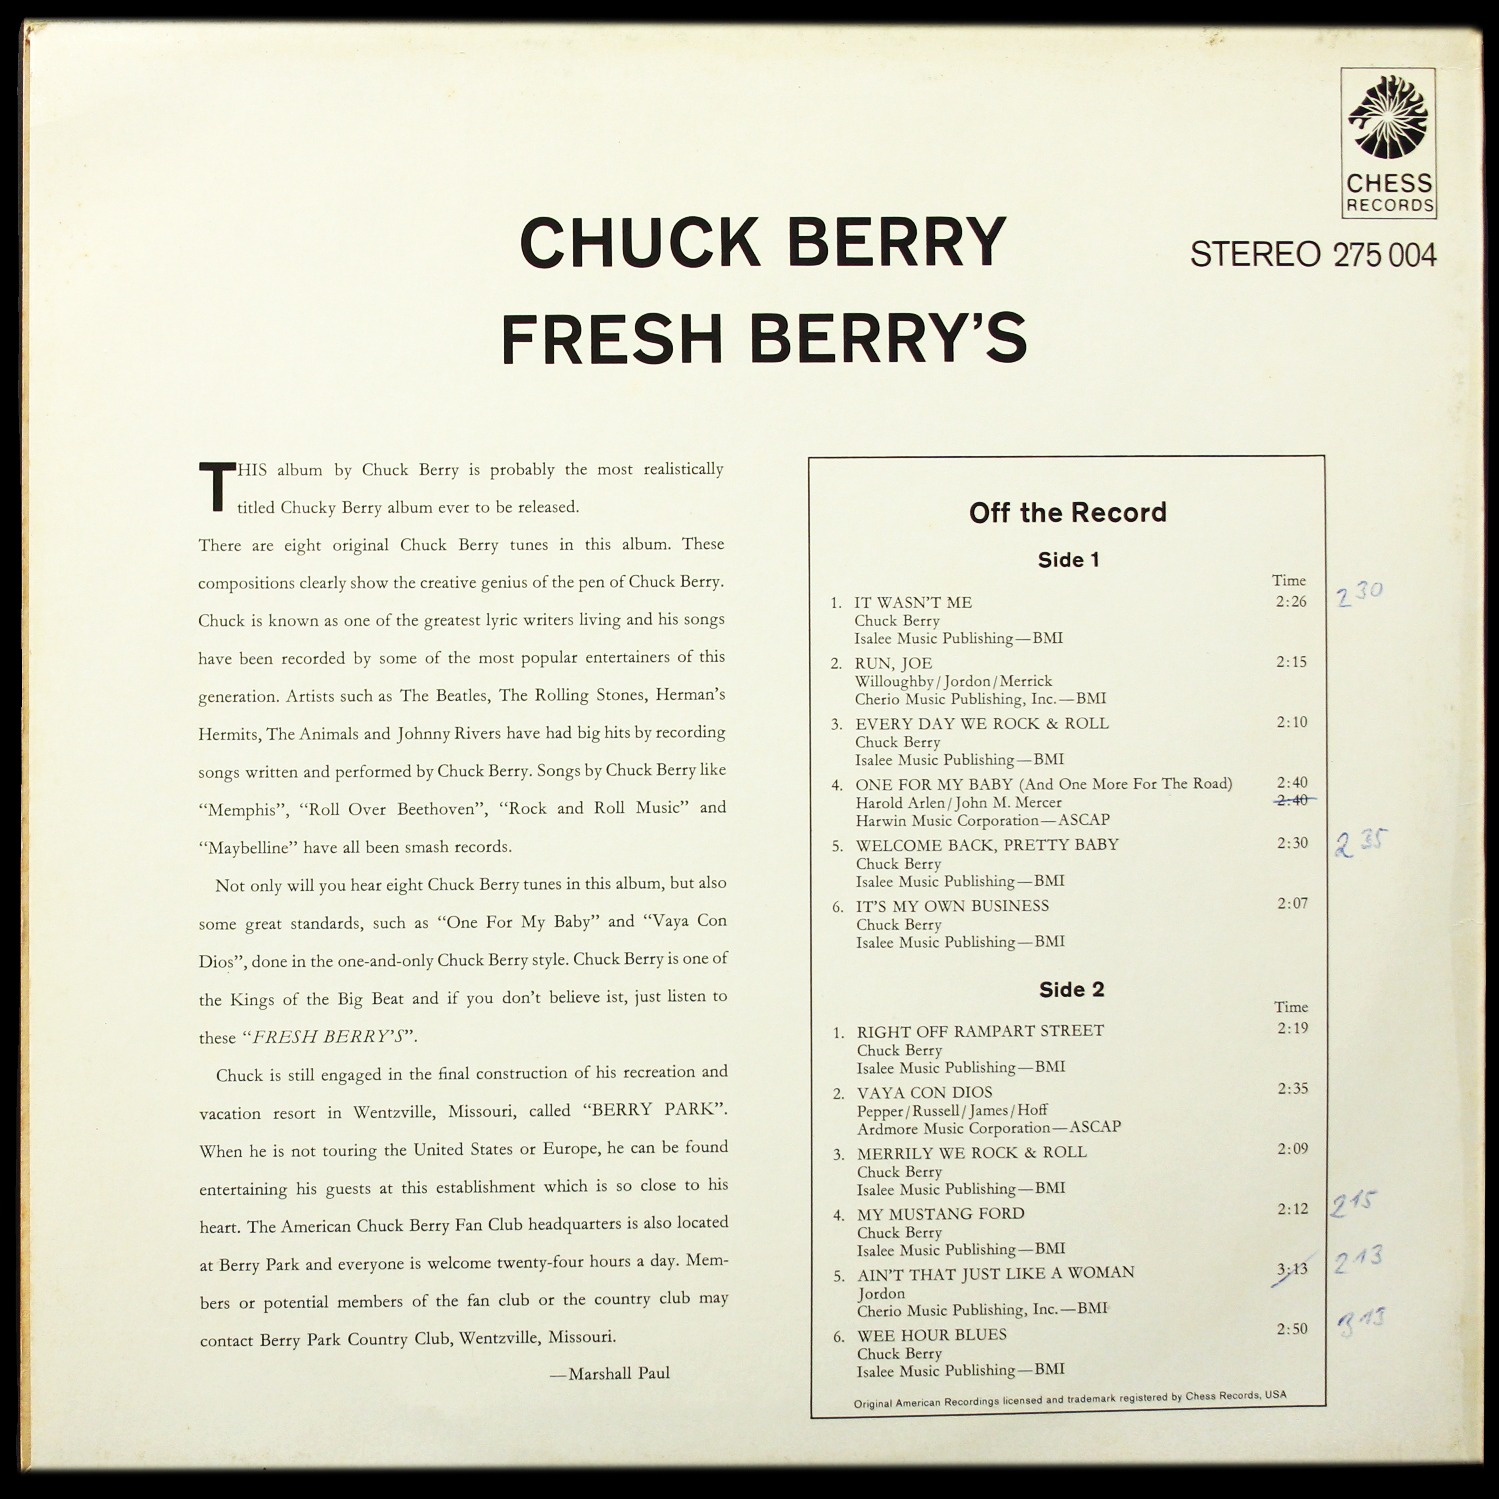 CHESS
RECORDS
STEREO 275 004
CHUCK BERRY
FRESH BERRY'S
THIS album by Chuck Berry is probably the most realistically
titled Chucky Berry album ever to be released.
There are eight original Chuck Berry tunes in this album. These
compositions clearly show the creative genius of the pen of Chuck Berry.
Chuck is known as one of the greatest lyric writers living and his songs
have been recorded by some of the most popular entertainers of this
generation. Artists such as The Beatles, The Rolling Stones, Herman's
Hermits, The Animals and Johnny Rivers have had big hits by recording
songs written and performed by Chuck Berry. Songs by Chuck Berry like
“Memphis”, “Roll Over Beethoven”, “Rock and Roll Music” and
“Maybelline” have all been smash records.
Not only will you hear eight Chuck Berry tunes in this album, but also
some great standards, such as “One For My Baby” and “Vaya Con
Dios”, done in the one-and-only Chuck Berry style. Chuck Berry is one of
the Kings of the Big Beat and if you don't believe ist, just listen to
these “FRESH BERRY'S”.
Chuck is still engaged in the final construction of his recreation and
vacation resort in Wentzville, Missouri, called “BERRY PARK”.
When he is not touring the United States or Europe, he can be found
entertaining his guests at this establishment which is so close to his
heart. The American Chuck Berry Fan Club headquarters is also located
at Berry Park and everyone is welcome twenty-four hours a day. Mem-
bers or potential members of the fan club or the country club may
contact Berry Park Country Club, Wentzville, Missouri.
—Marshall Paul
Off the Record
Side 1
Time
1. IT WASN'T ME 2:26 2 30
Chuck Berry
Isalee Music Publishing—BMI
2. RUN, JOE 2:15
Willoughby/Jordon/Merrick
Cherio Music Publishing, Inc.—BMI
3. EVERY DAY WE ROCK & ROLL 2:10
Chuck Berry
Isalee Music Publishing—BMI
4. ONE FOR MY BABY (And One More For The Road) 2:40
Harold Arlen/John M. Mercer 2:40
Harwin Music Corporation—ASCAP
5. WELCOME BACK, PRETTY BABY 2:30 2 35
Chuck Berry
Isalee Music Publishing—BMI
6. IT'S MY OWN BUSINESS 2:07
Chuck Berry
Isalee Music Publishing—BMI
Side 2
Time
1. RIGHT OFF RAMPART STREET 2:19
Chuck Berry
Isalee Music Publishing—BMI
2. VAYA CON DIOS 2:35
Pepper/Russell/James/Hoff
Ardmore Music Corporation—ASCAP
3. MERRILY WE ROCK & ROLL 2:09
Chuck Berry
Isalee Music Publishing—BMI
4. MY MUSTANG FORD 2:12 2 15
Chuck Berry
Isalee Music Publishing—BMI
5. AIN'T THAT JUST LIKE A WOMAN 3:13 2 13
Jordon
Cherio Music Publishing, Inc.—BMI
6. WEE HOUR BLUES 2:50 3 13
Chuck Berry
Isalee Music Publishing—BMI
Original American Recordings licensed and trademark registered by Chess Records, USA